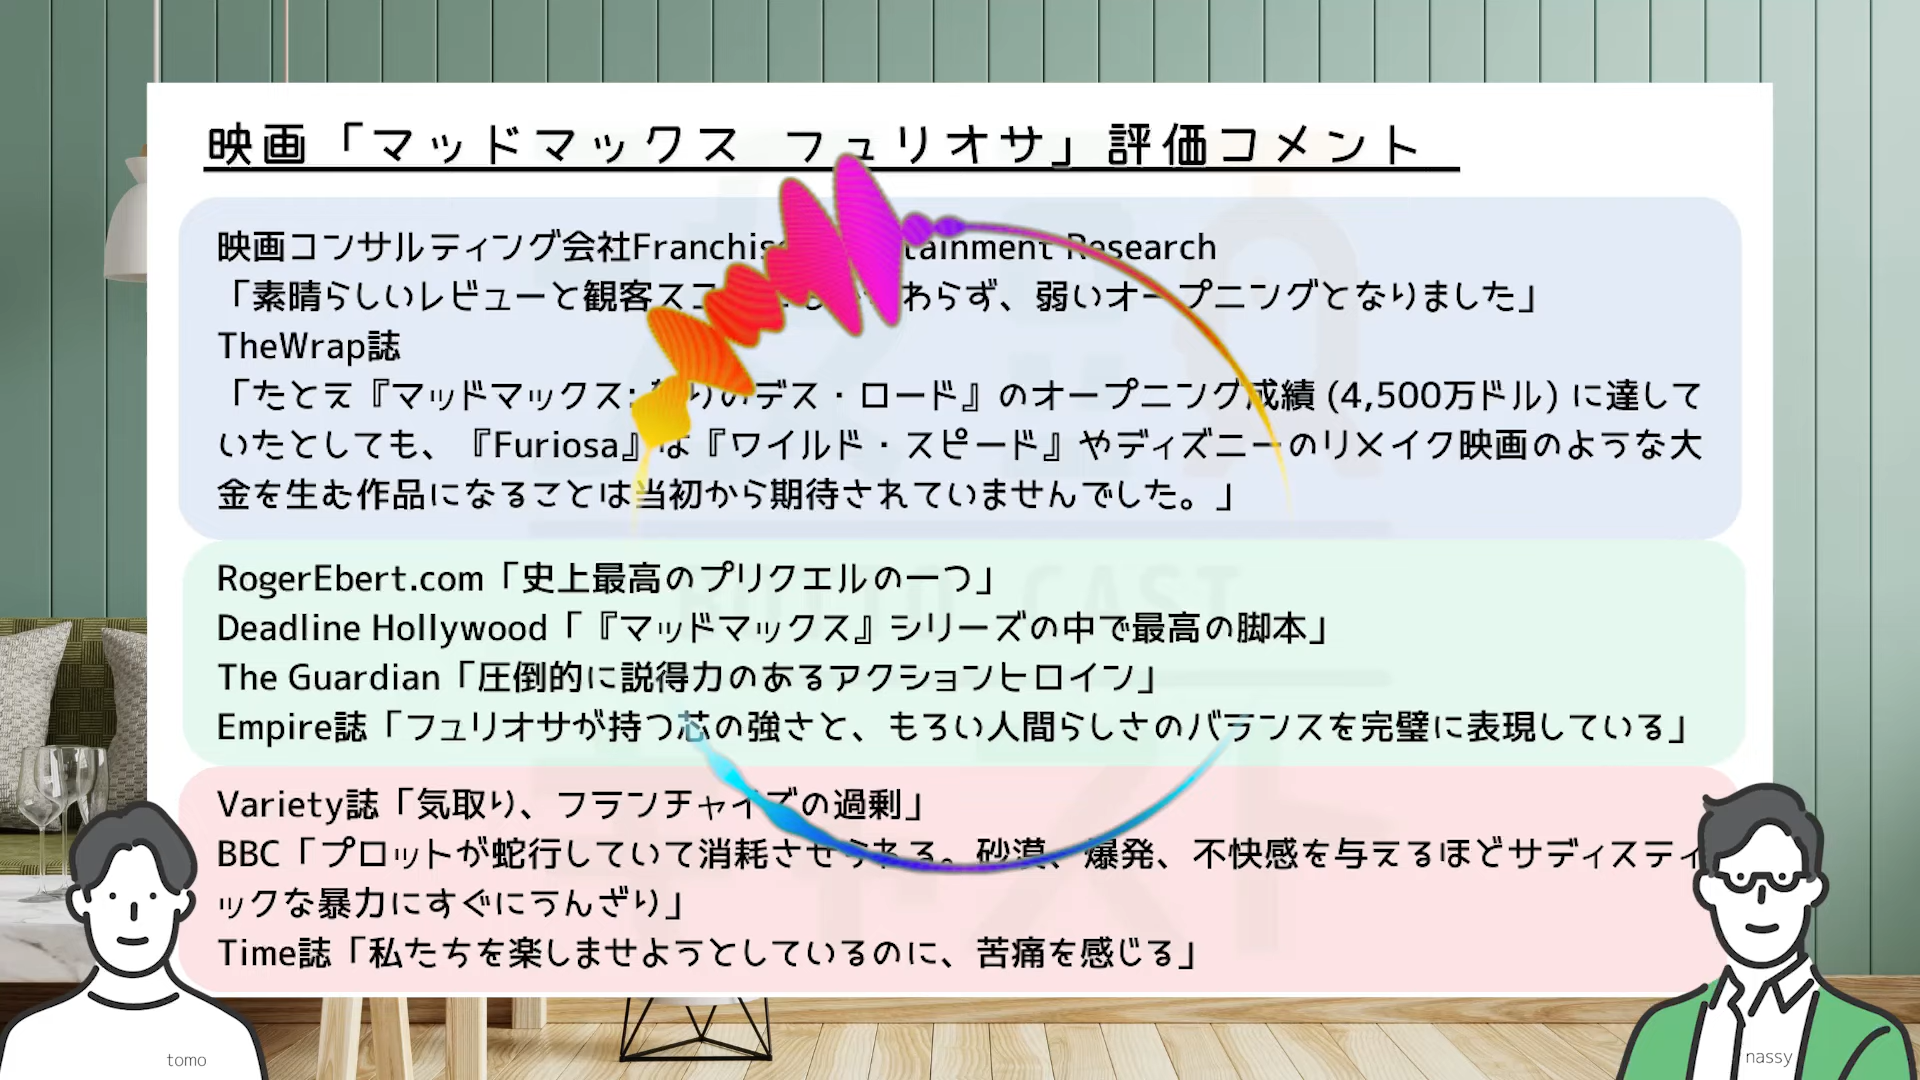 映画「マッドマックス フュリオサ」評価コメント
映画コンサルティング会社Franchise Entertainment Research
「素晴らしいレビューと観客スコアにもかかわらず、弱いオープニングとなりました」
TheWrap誌
「たとえ『マッドマックス: 怒りのデス・ロード』のオープニング成績 (4,500万ドル) に達して
いたとしても、『Furiosa』は『ワイルド・スピード』やディズニーのリメイク映画のような大
金を生む作品になることは当初から期待されていませんでした。」
RogerEbert.com「史上最高のプリクエルの一つ」
Deadline Hollywood「『マッドマックス』シリーズの中で最高の脚本」
The Guardian「圧倒的に説得力のあるアクションヒロイン」
Empire誌「フュリオサが持つ芯の強さと、もろい人間らしさのバランスを完璧に表現している」
Variety誌「気取り、フランチャイズの過剰」
BBC「プロットが蛇行していて消耗させられる。砂漠、爆発、不快感を与えるほどサディスティ
ックな暴力にすぐにうんざり」
Time誌「私たちを楽しませようとしているのに、苦痛を感じる」
tomo
nassy